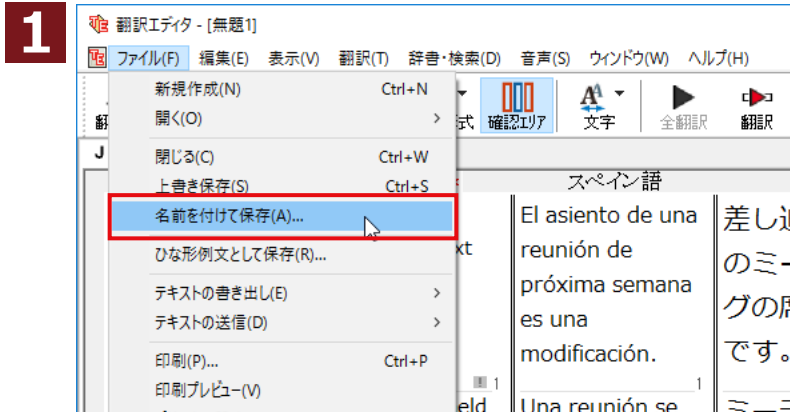 1
翻訳エディタ - [無題1]
ファイル(F) 編集(E) 表示(V) 翻訳(T) 辞書・検索(D) 音声(S) ウィンドウ(W) ヘルプ(H)
新規作成(N) Ctrl+N
開く(O)
閉じる(C) Ctrl+W
上書き保存(S) Ctrl+S
名前を付けて保存(A)...
ひな形例文として保存(R)...
テキストの書き出し(E)
テキストの送信(D)
印刷(P)... Ctrl+P
印刷プレビュー(V)
式 確認エリア 文字 全翻訳 翻訳
J
スペイン語
El asiento de una
reunión de
próxima semana
es una
modificación.
1
1
Una reunión se
差し迫
のミー
グの席
です。
ミーテ
xt
eld